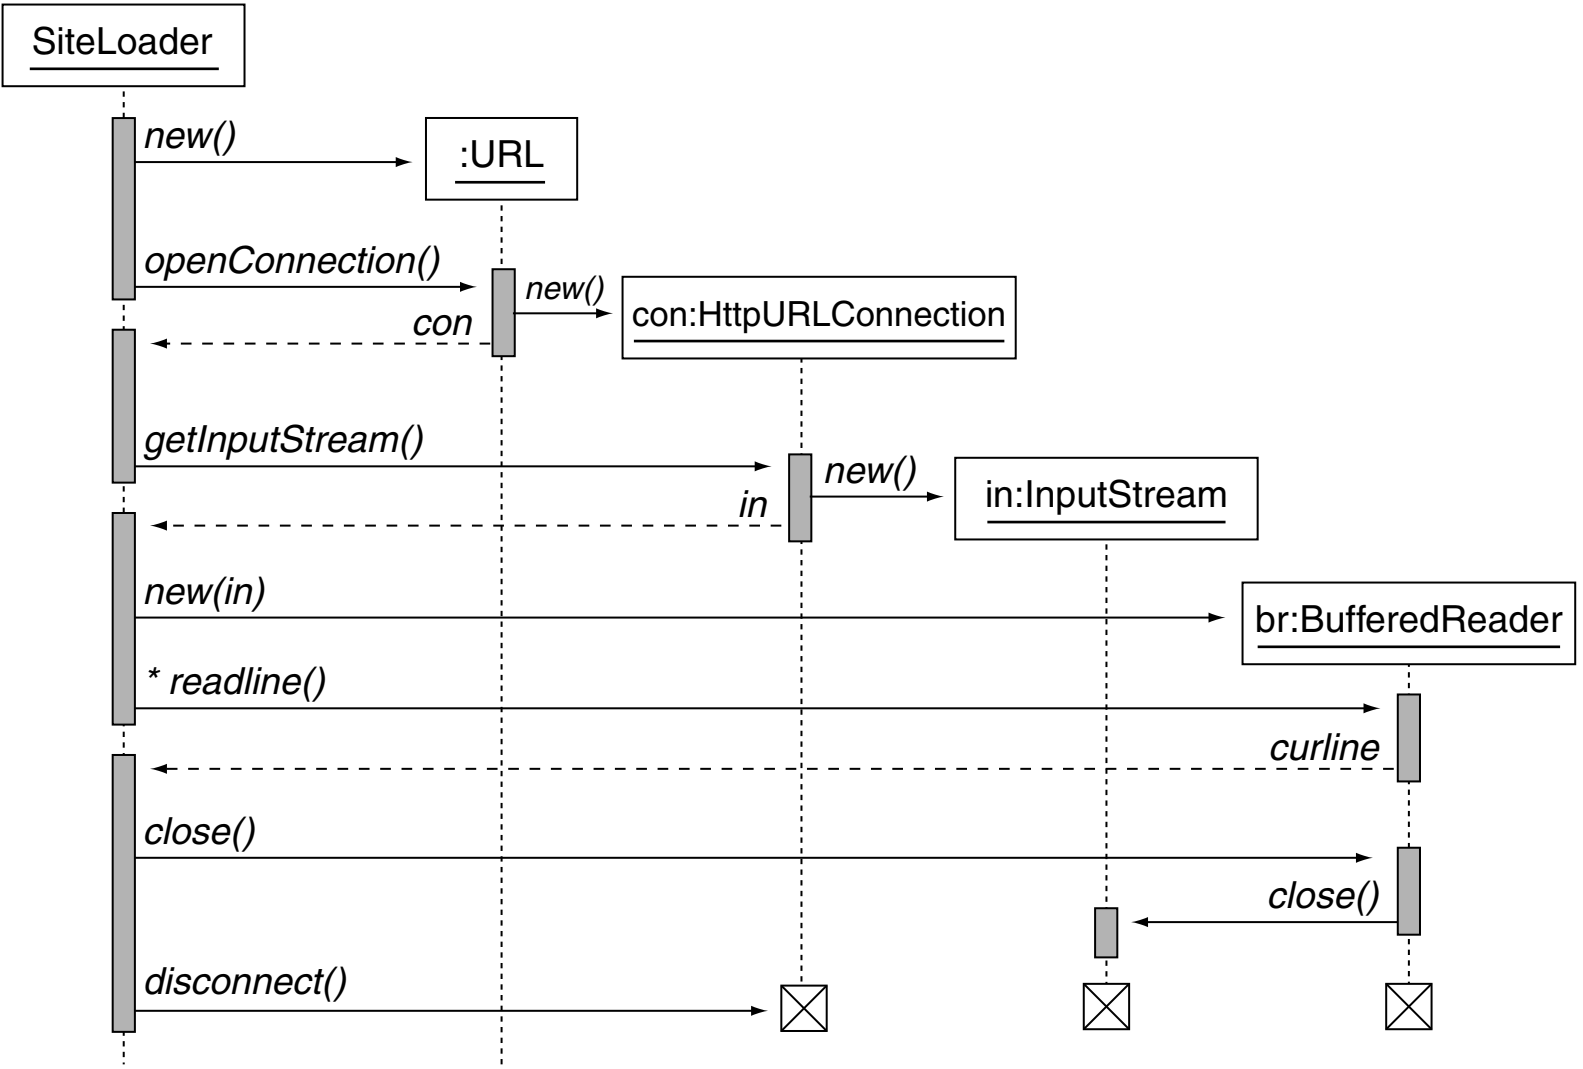 SiteLoader
new()
:URL
openConnection()
new()
con:HttpURLConnection
con
getInputStream()
new()
in:InputStream
in
new(in)
br:BufferedReader
* readline()
curline
close()
close()
disconnect()